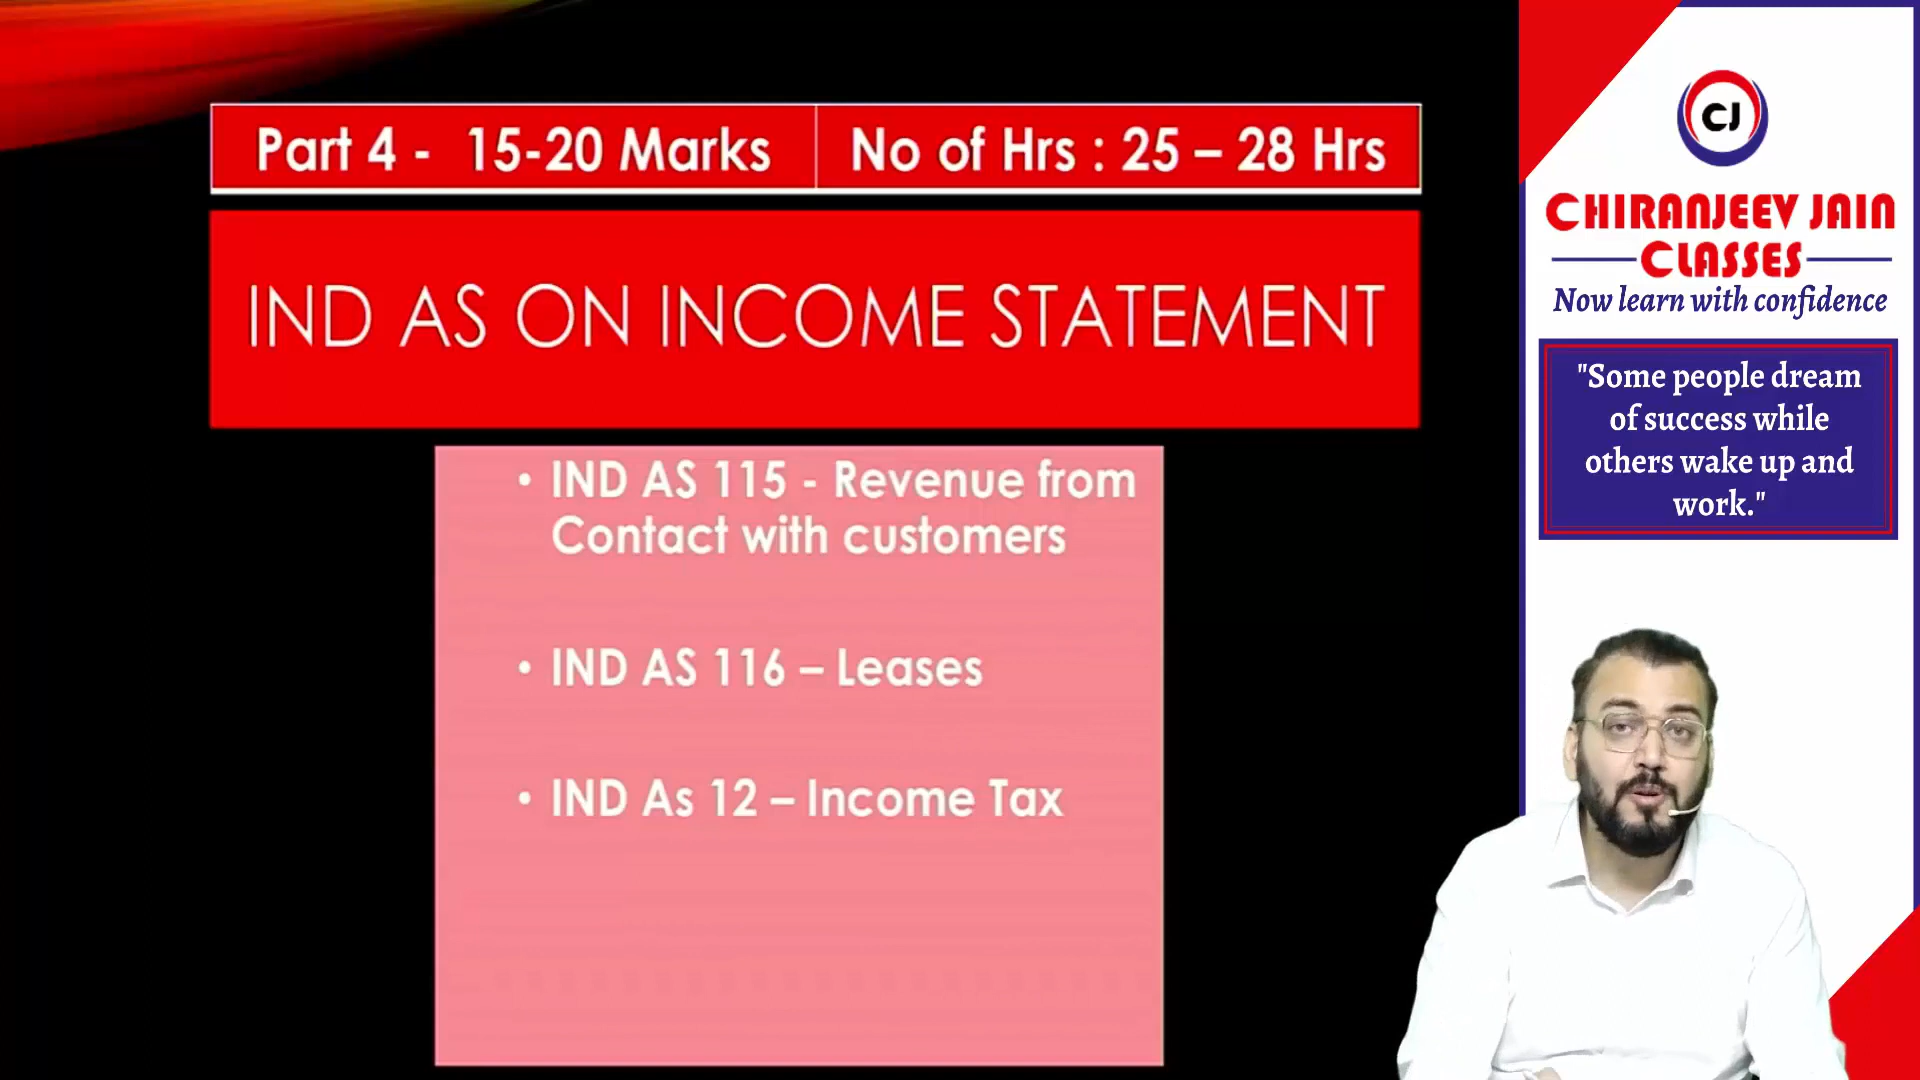 Part 4 - 15-20 Marks
No of Hrs : 25 – 28 Hrs
IND AS ON INCOME STATEMENT
• IND AS 115 - Revenue from
Contact with customers
• IND AS 116 – Leases
• IND As 12 – Income Tax
CJ
CHIRANJEEV JAIN
CLASSES
Now learn with confidence
"Some people dream
of success while
others wake up and
work."